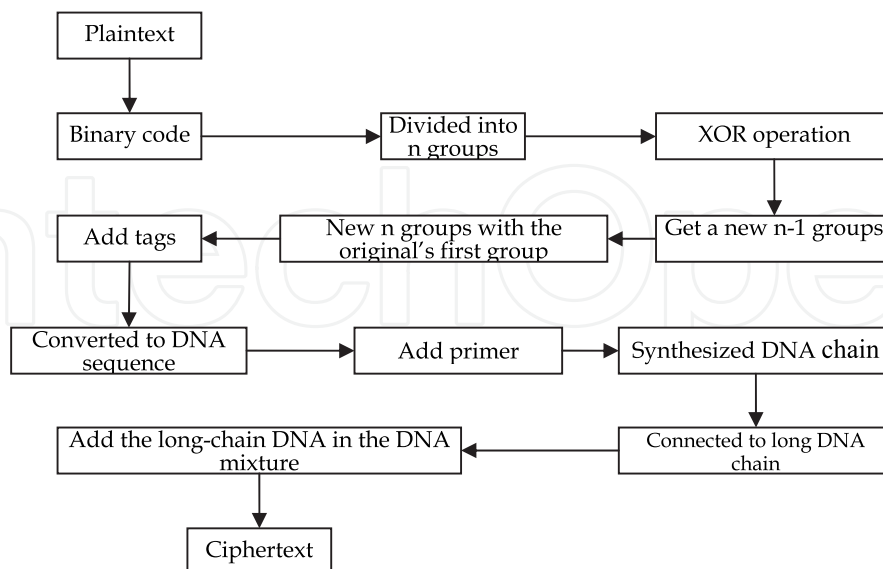 Plaintext
Binary code
Divided into
n groups
XOR operation
Add tags
New n groups with the
original's first group
Get a new n-1 groups
Converted to DNA
sequence
Add primer
Synthesized DNA chain
Add the long-chain DNA in the DNA
mixture
Connected to long DNA
chain
Ciphertext
ntechOpe